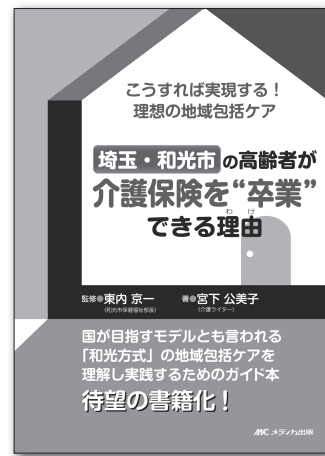 こうすれば実現する!
理想の地域包括ケア
埼玉・和光市の高齢者が
介護保険を“卒業”
できる理由
わけ
監修●東内 京一
(和光市保健福祉部長)
著●宮下 公美子
(介護ライター)
国が目指すモデルとも言われる
「和光方式」の地域包括ケアを
理解し実践するためのガイド本
待望の書籍化!
MC メディカ出版